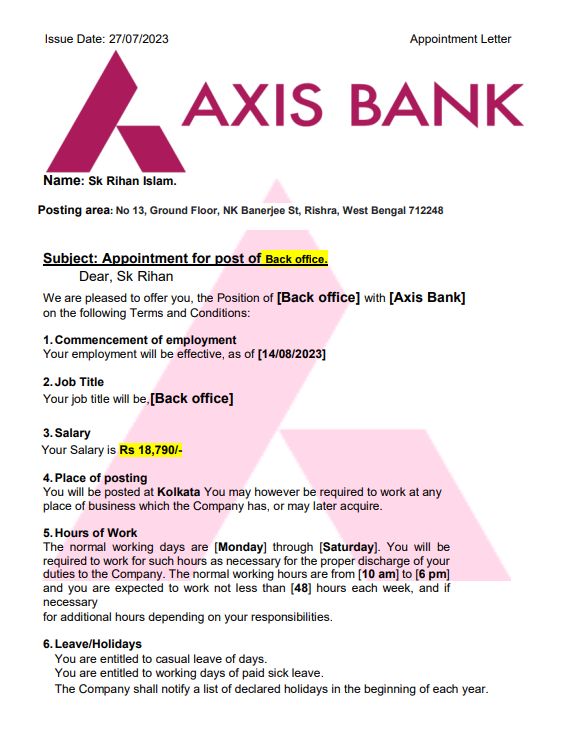 Issue Date: 27/07/2023 Appointment Letter
AXIS BANK
Name: Sk Rihan Islam.
Posting area: No 13, Ground Floor, NK Banerjee St, Rishra, West Bengal 712248
Subject: Appointment for post of Back office.
Dear, Sk Rihan
We are pleased to offer you, the Position of [Back office] with [Axis Bank]
on the following Terms and Conditions:
1. Commencement of employment
Your employment will be effective, as of [14/08/2023]
2. Job Title
Your job title will be,[Back office]
3. Salary
Your Salary is Rs 18,790/-
4. Place of posting
You will be posted at Kolkata You may however be required to work at any
place of business which the Company has, or may later acquire.
5. Hours of Work
The normal working days are [Monday] through [Saturday]. You will be
required to work for such hours as necessary for the proper discharge of your
duties to the Company. The normal working hours are from [10 am] to [6 pm]
and you are expected to work not less than [48] hours each week, and if
necessary
for additional hours depending on your responsibilities.
6. Leave/Holidays
You are entitled to casual leave of days.
You are entitled to working days of paid sick leave.
The Company shall notify a list of declared holidays in the beginning of each year.